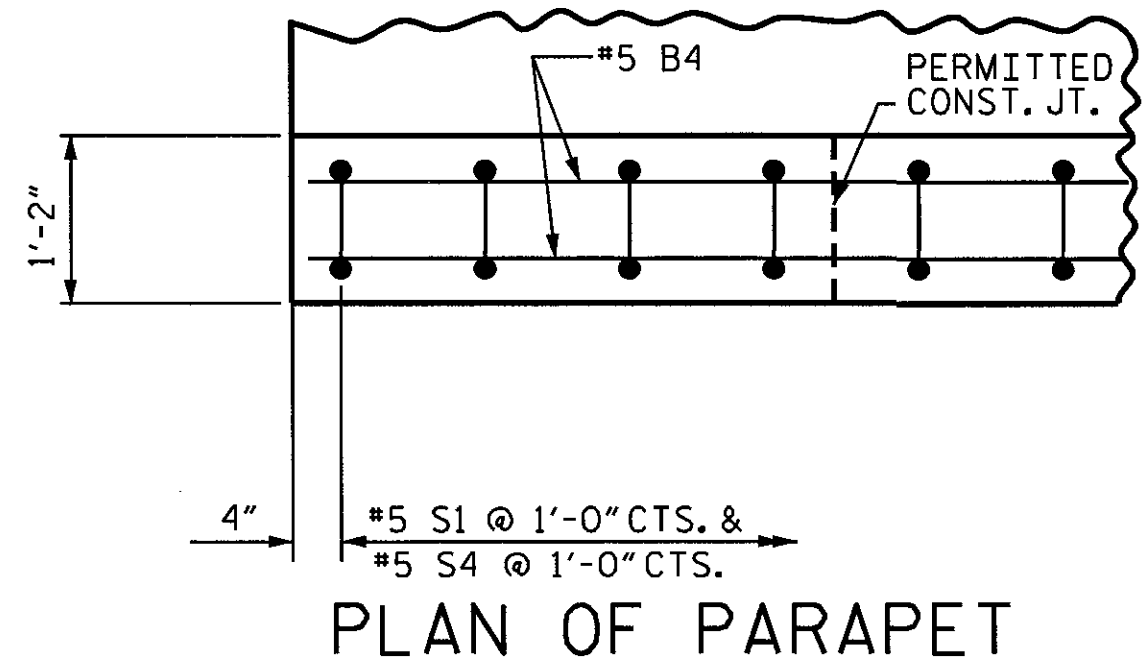 #5 B4
PERMITTED
CONST. JT.
1'-2"
4"
#5 S1 @ 1'-0" CTS. &
#5 S4 @ 1'-0" CTS.
PLAN OF PARAPET